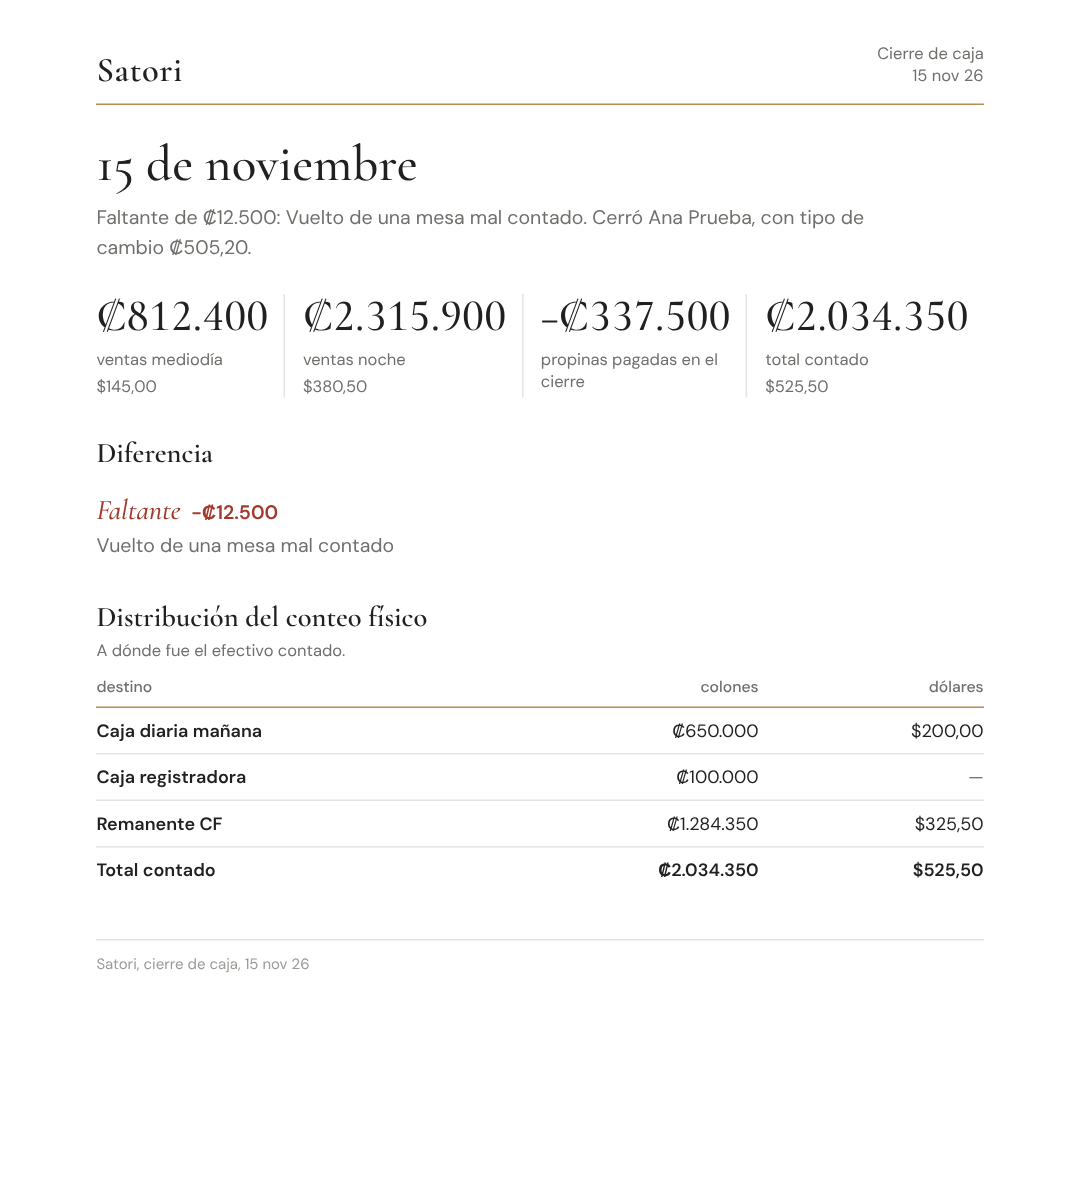 Satori
Cierre de caja
15 nov 26
15 de noviembre
Faltante de ₡12.500: Vuelto de una mesa mal contado. Cerró Ana Prueba, con tipo de
cambio ₡505,20.
₡812.400
ventas mediodía
$145,00
₡2.315.900
ventas noche
$380,50
−₡337.500
propinas pagadas en el
cierre
₡2.034.350
total contado
$525,50
Diferencia
Faltante −₡12.500
Vuelto de una mesa mal contado
Distribución del conteo físico
A dónde fue el efectivo contado.
destino colones dólares
Caja diaria mañana ₡650.000 $200,00
Caja registradora ₡100.000 —
Remanente CF ₡1.284.350 $325,50
Total contado ₡2.034.350 $525,50
Satori, cierre de caja, 15 nov 26